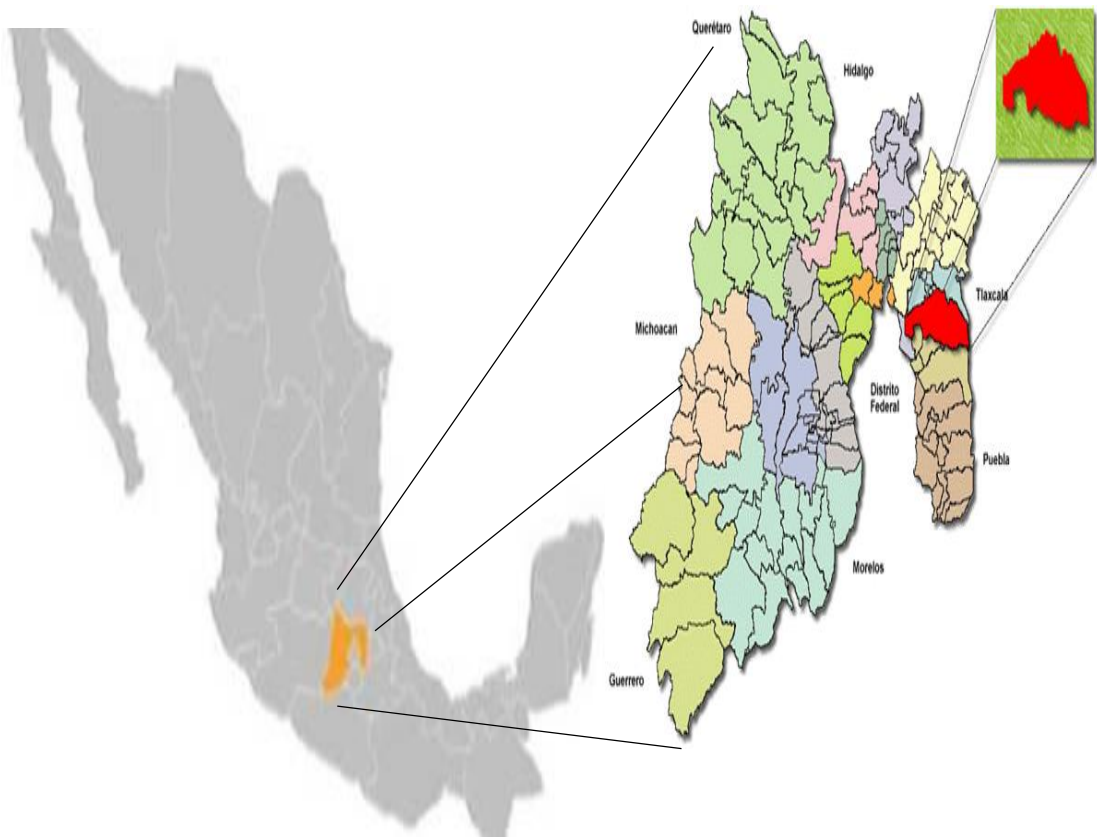 Querétaro
Hidalgo
Tlaxcala
Michoacan
Distrito
Federal
Puebla
Morelos
Guerrero